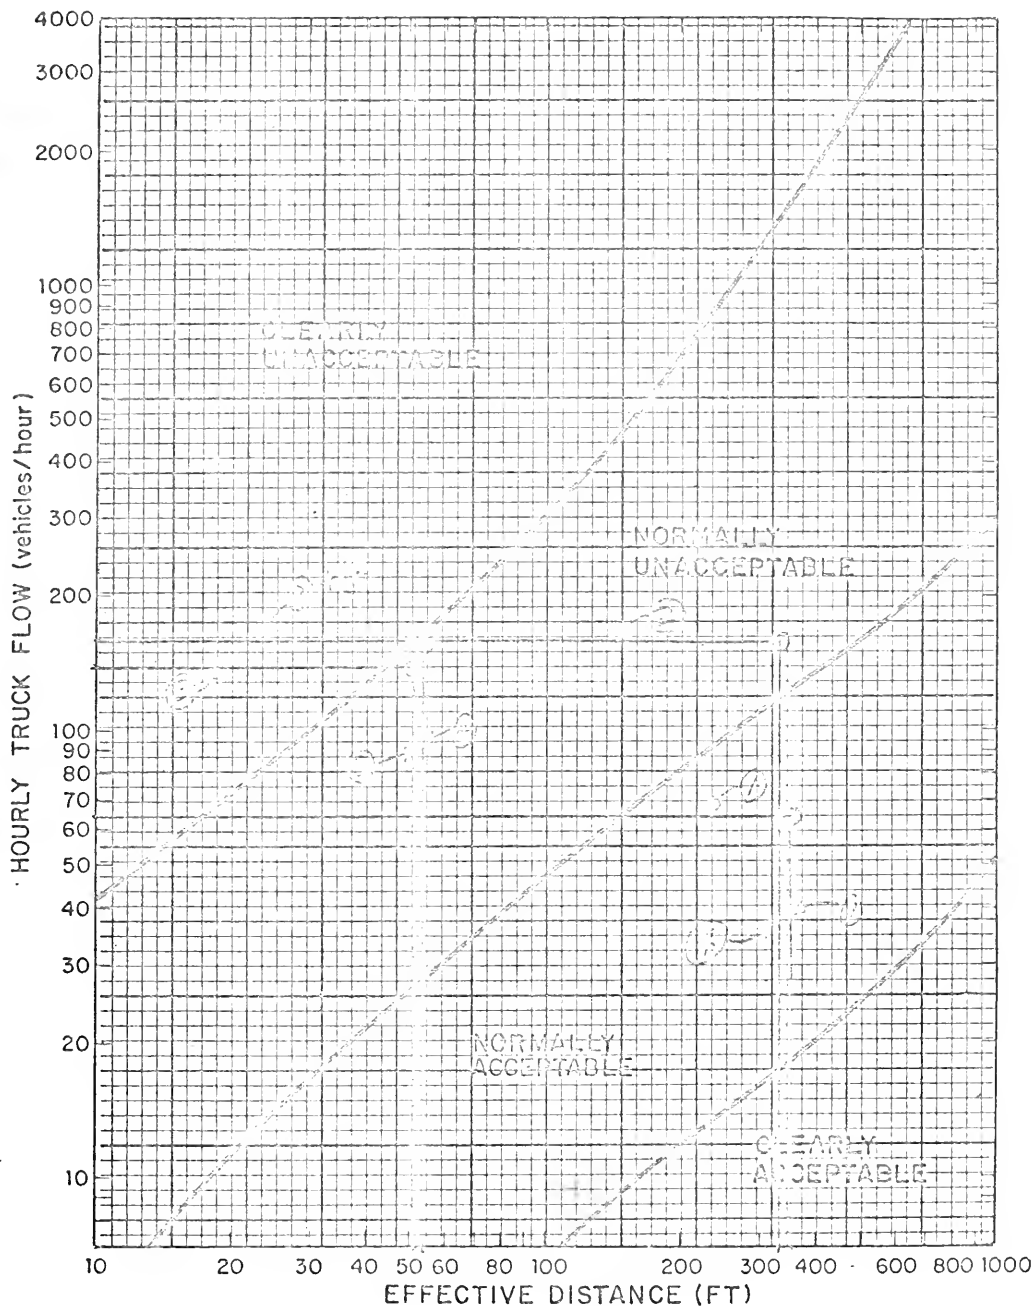 4000
3000
2000
1000
900
800
700
600
500
400
300
200
100
90
80
70
60
50
40
30
20
10
HOURLY TRUCK FLOW (vehicles/hour)
CLEARLY
UNACCEPTABLE
NORMALLY
UNACCEPTABLE
NORMALLY
ACCEPTABLE
CLEARLY
ACCEPTABLE
10 20 30 40 50 60 80 100 200 300 400 600 800 1000
EFFECTIVE DISTANCE (FT)